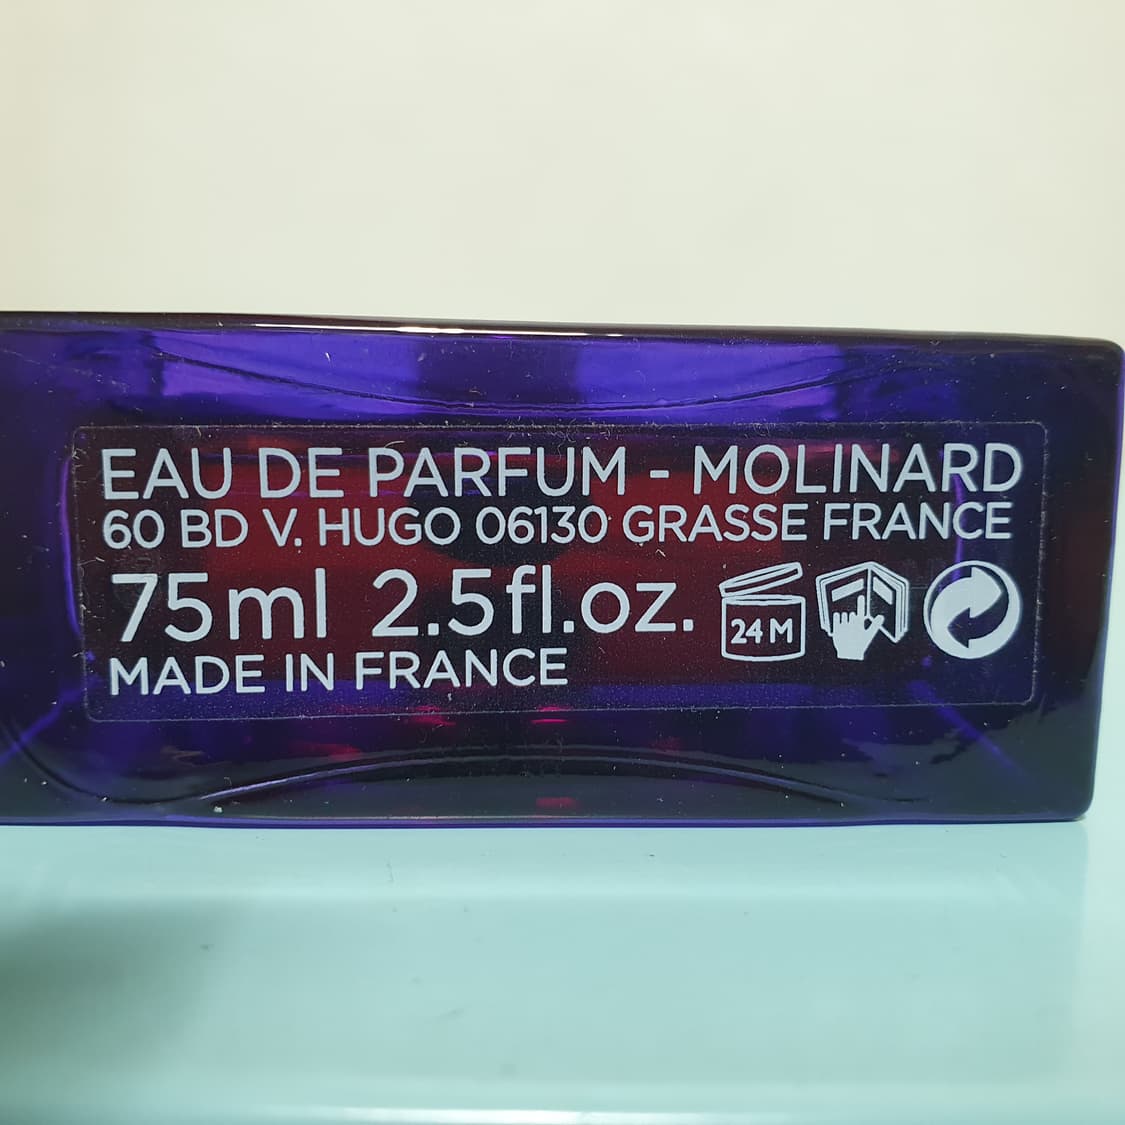 EAU DE PARFUM - MOLINARD
60 BD V. HUGO 06130 GRASSE FRANCE
75ml 2.5fl.oz. 24 M
MADE IN FRANCE